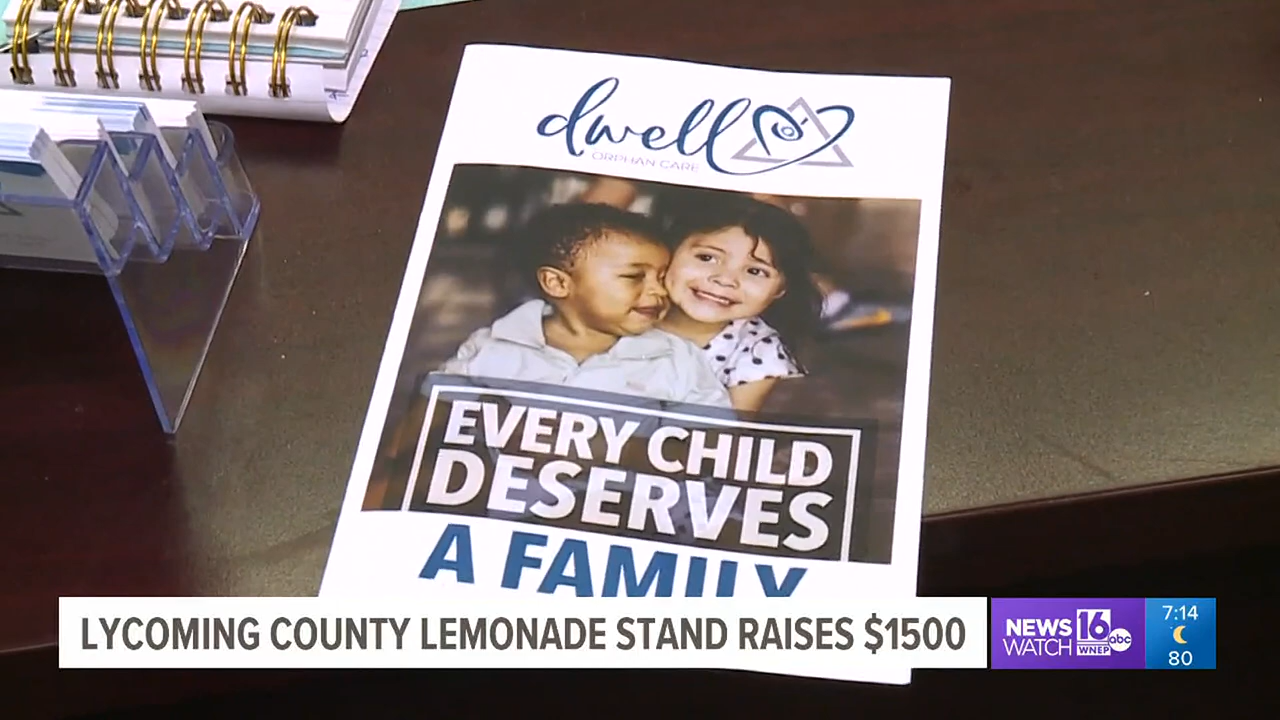 dwell
ORPHAN CARE
EVERY CHILD
DESERVES
A FAMILY
LYCOMING COUNTY LEMONADE STAND RAISES $1500
NEWS 16 abc
WATCH WNEP
7:14
80